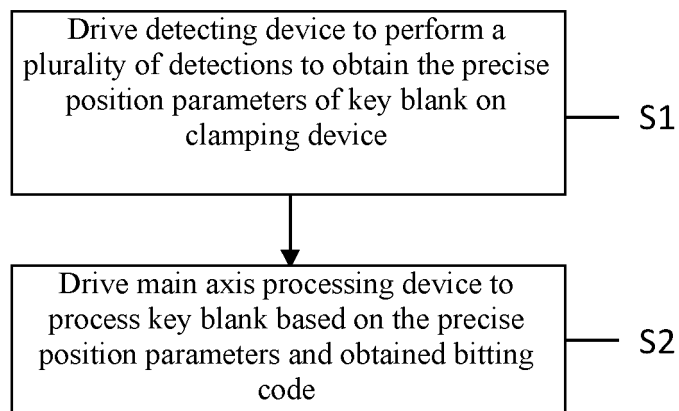 Drive detecting device to perform a
plurality of detections to obtain the precise
position parameters of key blank on
clamping device
S1
Drive main axis processing device to
process key blank based on the precise
position parameters and obtained bitting
code
S2